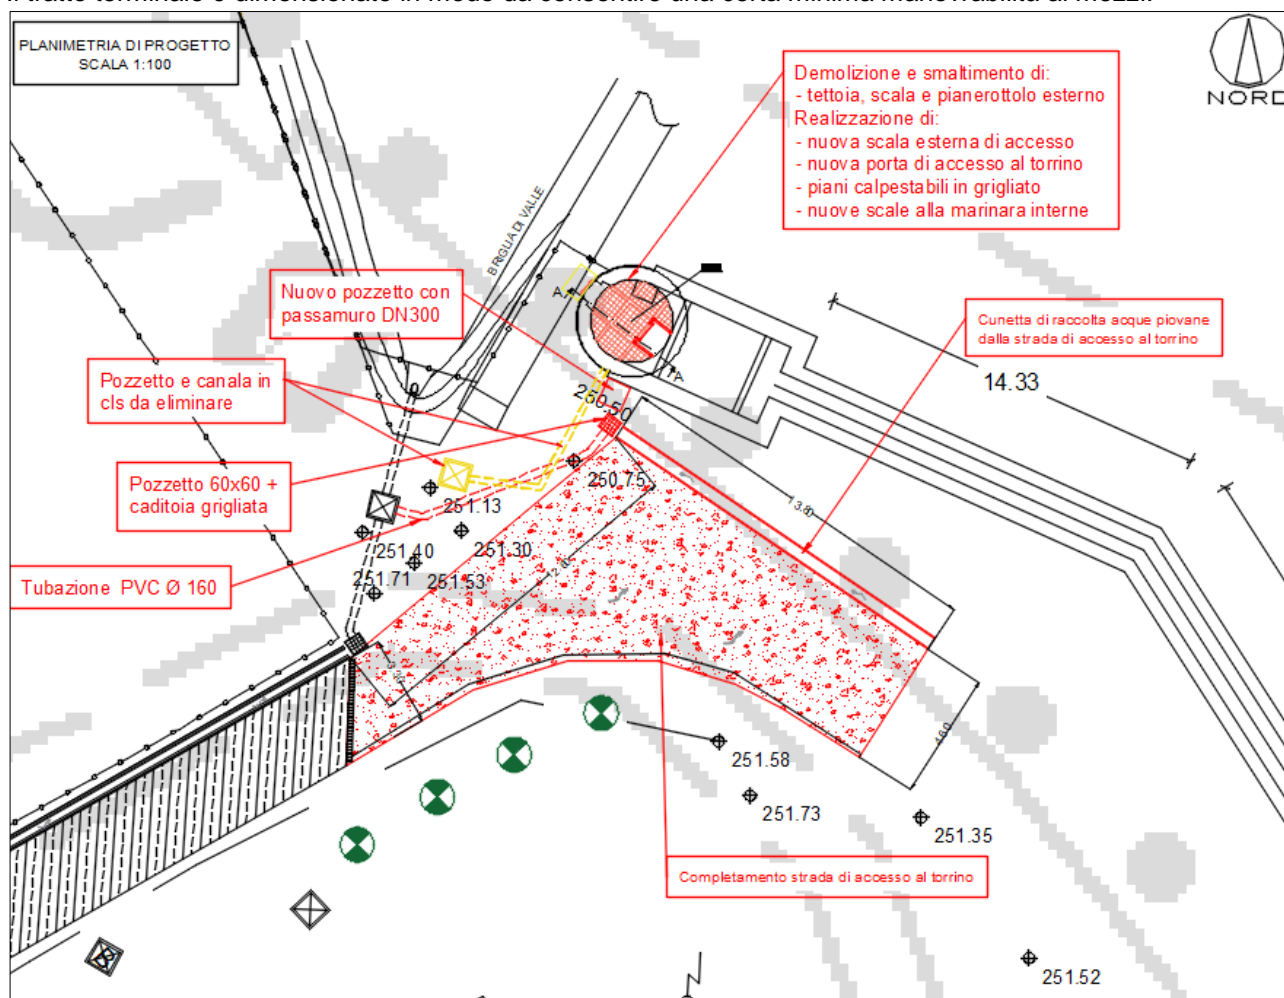 PLANIMETRIA DI PROGETTO
SCALA 1:100
NORD
Demolizione e smaltimento di:
- tettoia, scala e pianerottolo esterno
Realizzazione di:
- nuova scala esterna di accesso
- nuova porta di accesso al torrino
- piani calpestabili in grigliato
- nuove scale alla marinara interne
BRIGLIA DI VALLE
Nuovo pozzetto con
passamuro DN300
A
A
Cunetta di raccolta acque piovane
dalla strada di accesso al torrino
14.33
Pozzetto e canala in
cls da eliminare
250.50
Pozzetto 60x60 +
caditoia grigliata
250.75
251.13
13.80
251.40
251.30
Tubazione PVC Ø 160
251.71
251.53
4.60
251.58
251.73
251.35
Completamento strada di accesso al torrino
251.52